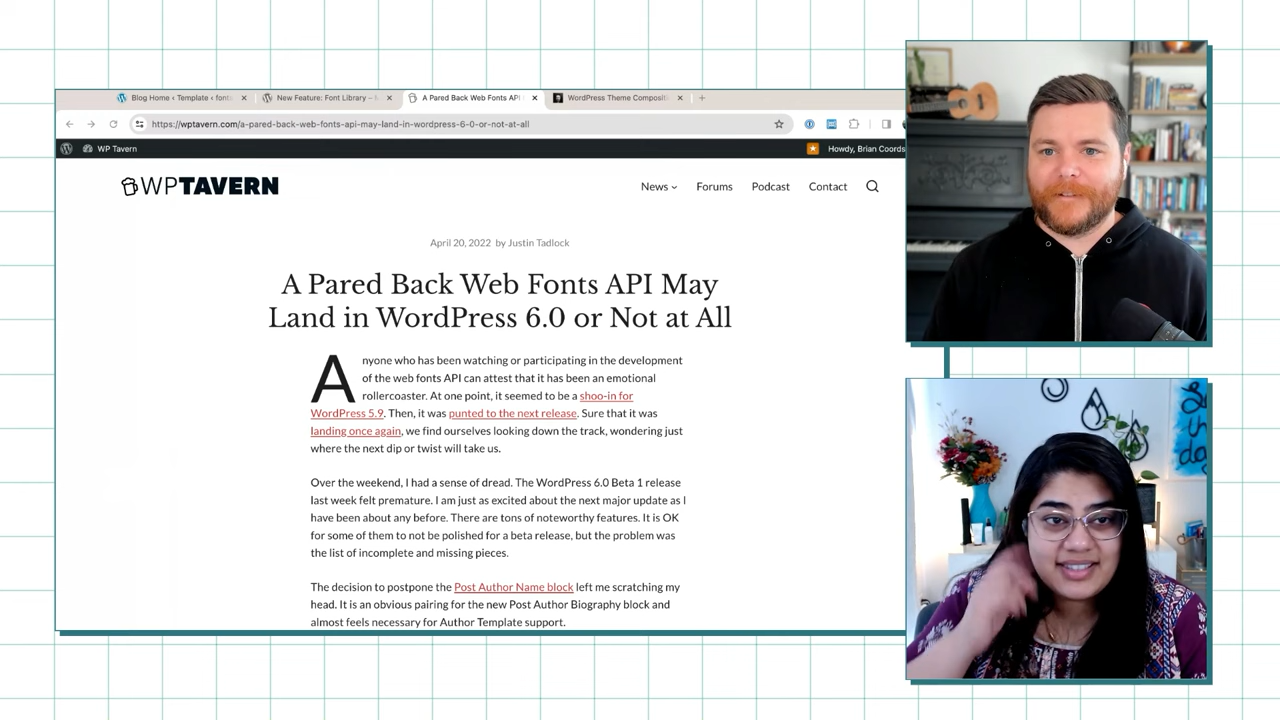 Blog Home ‹ Template ‹ font
New Feature: Font Library –
A Pared Back Web Fonts API
WordPress Theme Composit
https://wptavern.com/a-pared-back-web-fonts-api-may-land-in-wordpress-6-0-or-not-at-all
WP Tavern
Howdy, Brian Coords
WPTAVERN
News
Forums
Podcast
Contact
April 20, 2022 by Justin Tadlock
A Pared Back Web Fonts API May
Land in WordPress 6.0 or Not at All
Anyone who has been watching or participating in the development
of the web fonts API can attest that it has been an emotional
rollercoaster. At one point, it seemed to be a shoo-in for
WordPress 5.9. Then, it was punted to the next release. Sure that it was
landing once again, we find ourselves looking down the track, wondering just
where the next dip or twist will take us.
Over the weekend, I had a sense of dread. The WordPress 6.0 Beta 1 release
last week felt premature. I am just as excited about the next major update as I
have been about any before. There are tons of noteworthy features. It is OK
for some of them to not be polished for a beta release, but the problem was
the list of incomplete and missing pieces.
The decision to postpone the Post Author Name block left me scratching my
head. It is an obvious pairing for the new Post Author Biography block and
almost feels necessary for Author Template support.